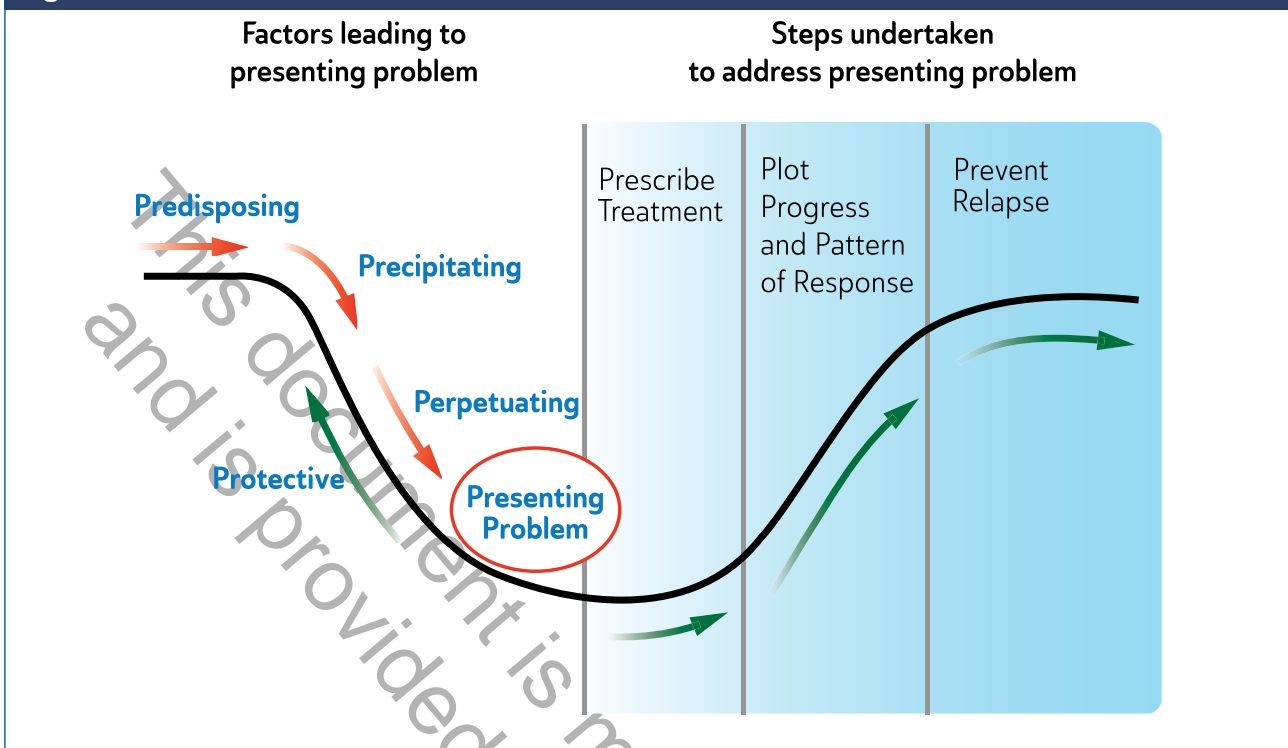 Factors leading to
presenting problem
Steps undertaken
to address presenting problem
Predisposing
Precipitating
Perpetuating
Protective
Presenting
Problem
Prescribe
Treatment
Plot
Progress
and Pattern
of Response
Prevent
Relapse
This document is m
and is provided